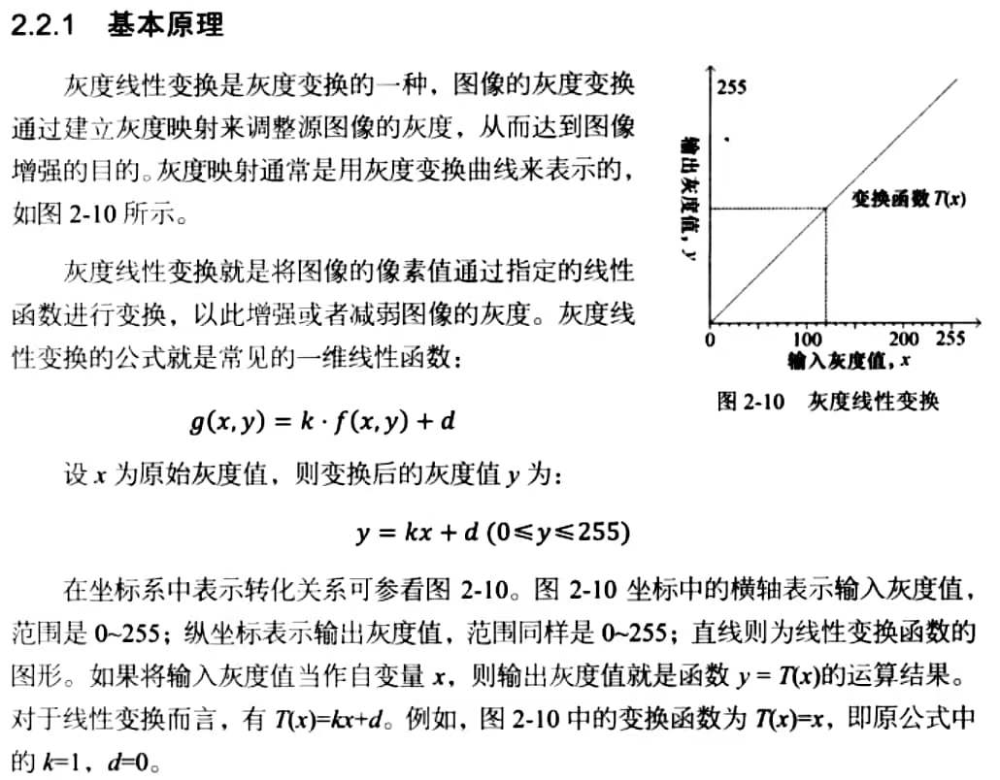 2.2.1 基本原理
灰度线性变换是灰度变换的一种，图像的灰度变换
通过建立灰度映射来调整源图像的灰度，从而达到图像
增强的目的。灰度映射通常是用灰度变换曲线来表示的，
如图 2-10 所示。
灰度线性变换就是将图像的像素值通过指定的线性
函数进行变换，以此增强或者减弱图像的灰度。灰度线
性变换的公式就是常见的一维线性函数：
g(x,y) = k · f(x,y) + d
255
输出灰度值，y
变换函数 T(x)
0 100 200 255
输入灰度值，x
图 2-10 灰度线性变换
设 x 为原始灰度值，则变换后的灰度值 y 为：
y = kx + d (0≤y≤255)
在坐标系中表示转化关系可参看图 2-10。图 2-10 坐标中的横轴表示输入灰度值，
范围是 0~255；纵坐标表示输出灰度值，范围同样是 0~255；直线则为线性变换函数的
图形。如果将输入灰度值当作自变量 x，则输出灰度值就是函数 y = T(x)的运算结果。
对于线性变换而言，有 T(x)=kx+d。例如，图 2-10 中的变换函数为 T(x)=x，即原公式中
的 k=1，d=0。